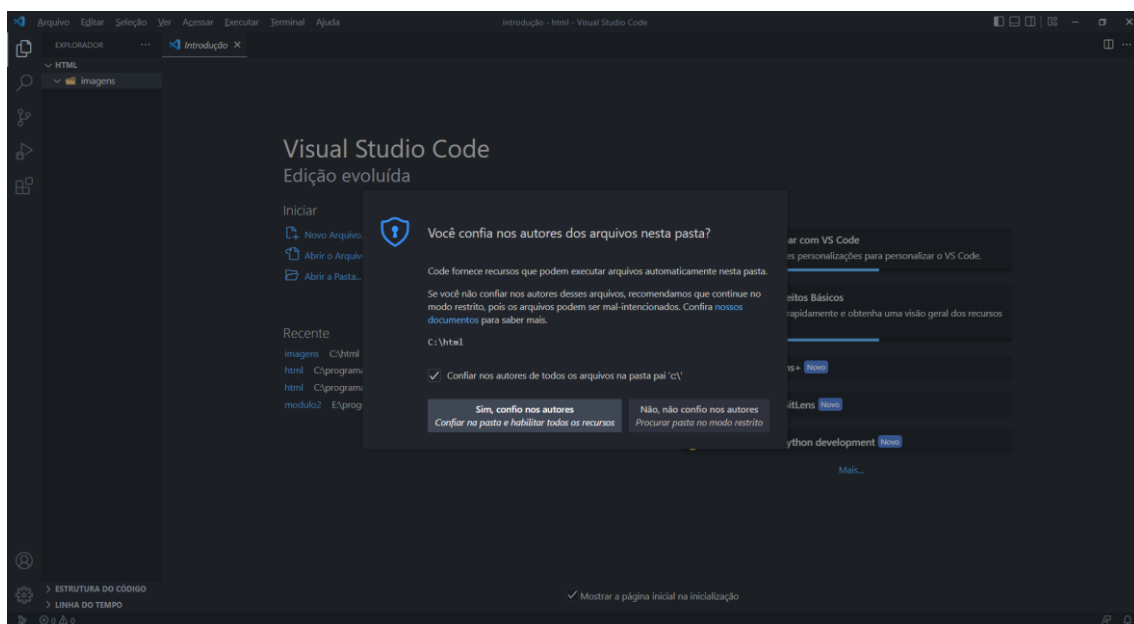 Arquivo Editar Seleção Ver Acessar Executar Terminal Ajuda
Introdução - html - Visual Studio Code
EXPLORADOR
Introdução
HTML
imagens
Visual Studio Code
Edição evoluída
Iniciar
Novo Arquivo.
Abrir o Arquiv
Abrir a Pasta...
Recente
imagens C:\html
html C:\program
html C:\program
modulo2 E:\prog
Você confia nos autores dos arquivos nesta pasta?
Code fornece recursos que podem executar arquivos automaticamente nesta pasta.
Se você não confiar nos autores desses arquivos, recomendamos que continue no
modo restrito, pois os arquivos podem ser mal-intencionados. Confira nossos
documentos para saber mais.
C:\html
Confiar nos autores de todos os arquivos na pasta pai 'c:\'
Sim, confio nos autores
Confiar na pasta e habilitar todos os recursos
Não, não confio nos autores
Procurar pasta no modo restrito
ar com VS Code
es personalizações para personalizar o VS Code.
eitos Básicos
rapidamente e obtenha uma visão geral dos recursos
Novo
itLens Novo
ython development Novo
Mais...
Mostrar a página inicial na inicialização
ESTRUTURA DO CÓDIGO
LINHA DO TEMPO
0 0